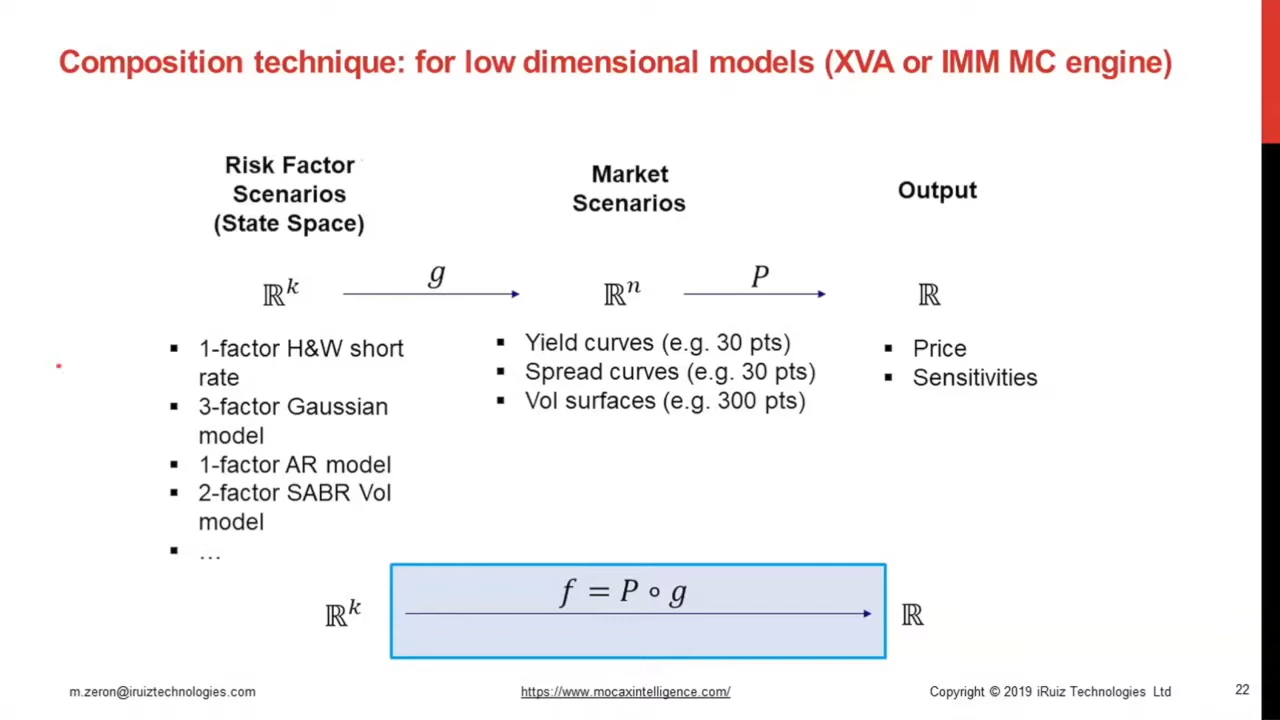 Composition technique: for low dimensional models (XVA or IMM MC engine)
Risk Factor
Scenarios
(State Space)
Market
Scenarios
Output
ℝᵏ
g
ℝⁿ
P
ℝ
▪ 1-factor H&W short
rate
▪ 3-factor Gaussian
model
▪ 1-factor AR model
▪ 2-factor SABR Vol
model
▪ …
▪ Yield curves (e.g. 30 pts)
▪ Spread curves (e.g. 30 pts)
▪ Vol surfaces (e.g. 300 pts)
▪ Price
▪ Sensitivities
ℝᵏ
f = P ∘ g
ℝ
m.zeron@iruiztechnologies.com
https://www.mocaxintelligence.com/
Copyright © 2019 iRuiz Technologies Ltd
22